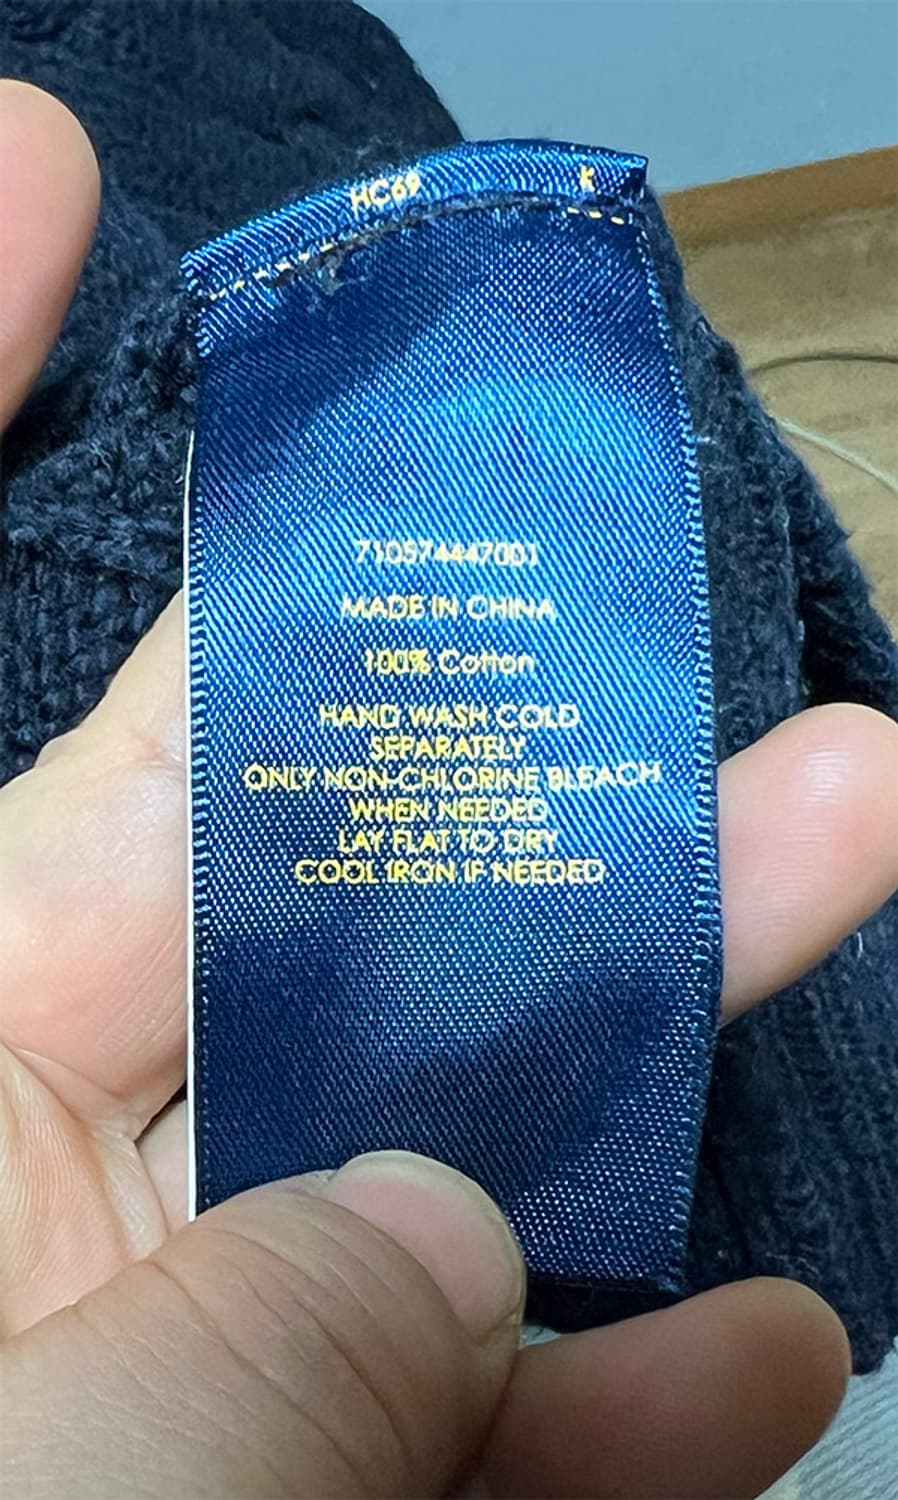 HC69 K
710574447001
MADE IN CHINA
100% Cotton
HAND WASH COLD
SEPARATELY
ONLY NON-CHLORINE BLEACH
WHEN NEEDED
LAY FLAT TO DRY
COOL IRON IF NEEDED